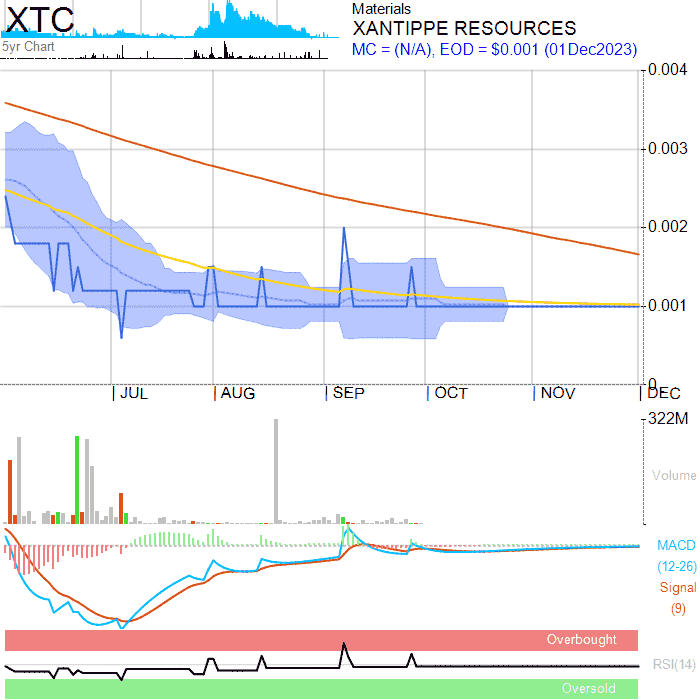 XTC
5yr Chart
Materials
XANTIPPE RESOURCES
MC = (N/A), EOD = $0.001 (01Dec2023)
0.004
0.003
0.002
0.001
0
JUL
AUG
SEP
OCT
NOV
DEC
322M
Volume
MACD
(12-26)
Signal
(9)
Overbought
RSI(14)
Oversold